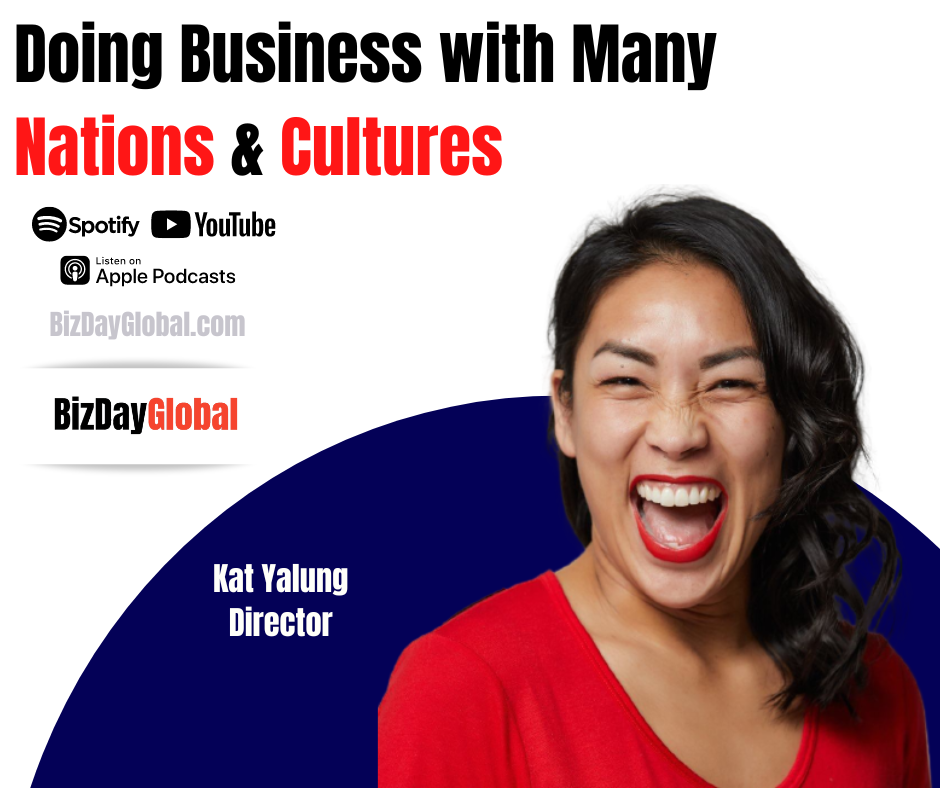 Doing Business with Many
Nations & Cultures
Spotify YouTube
Listen on
Apple Podcasts
BizDayGlobal.com
BizDayGlobal
Kat Yalung
Director